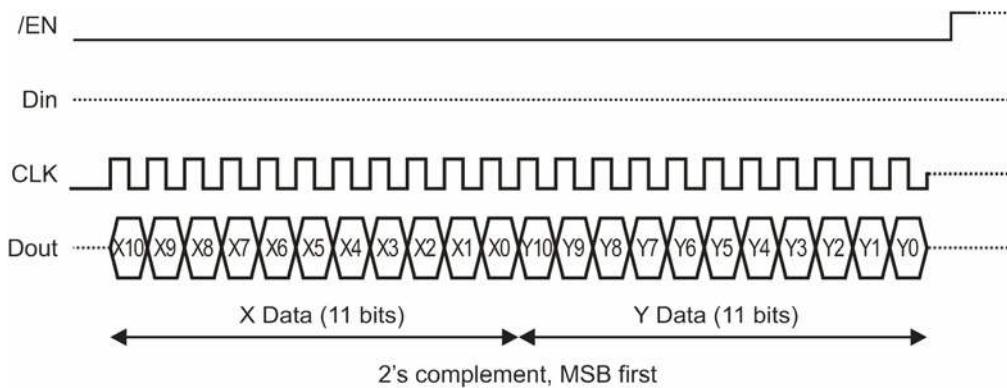 /EN
Din
CLK
Dout X10 X9 X8 X7 X6 X5 X4 X3 X2 X1 X0 Y10 Y9 Y8 Y7 Y6 Y5 Y4 Y3 Y2 Y1 Y0
X Data (11 bits) Y Data (11 bits)
2's complement, MSB first